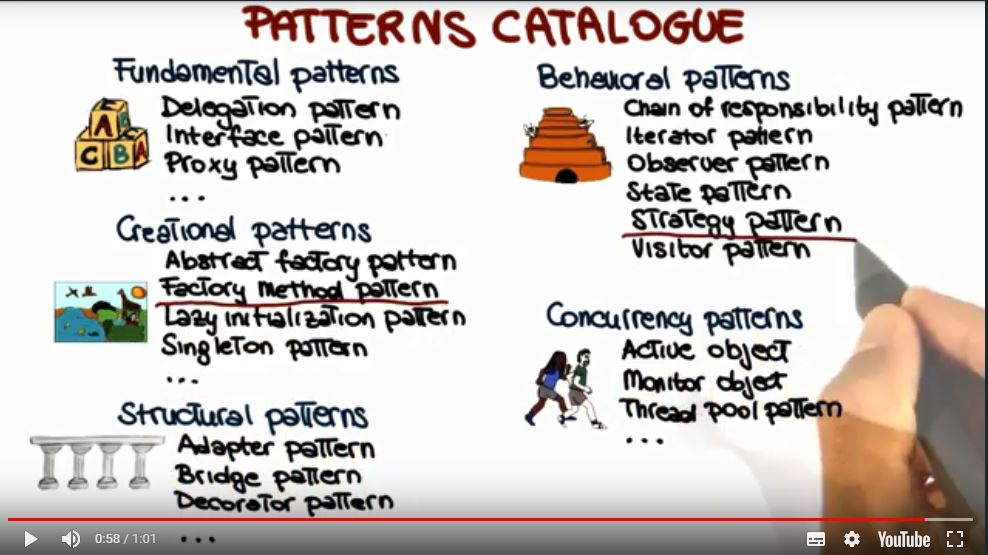 PATTERNS CATALOGUE
Fundamental patterns
Delegation pattern
Interface pattern
Proxy pattern
...
Creational patterns
Abstract factory pattern
Factory Method pattern
Lazy initialization pattern
Singleton pattern
...
Structural patterns
Adapter pattern
Bridge pattern
Decorator pattern
...
Behavioral patterns
Chain of responsibility pattern
Iterator pattern
Observer pattern
State pattern
Strategy pattern
Visitor pattern
Concurrency patterns
Active object
Monitor object
Thread pool pattern
...
A
C B A
0:58 / 1:01
YouTube